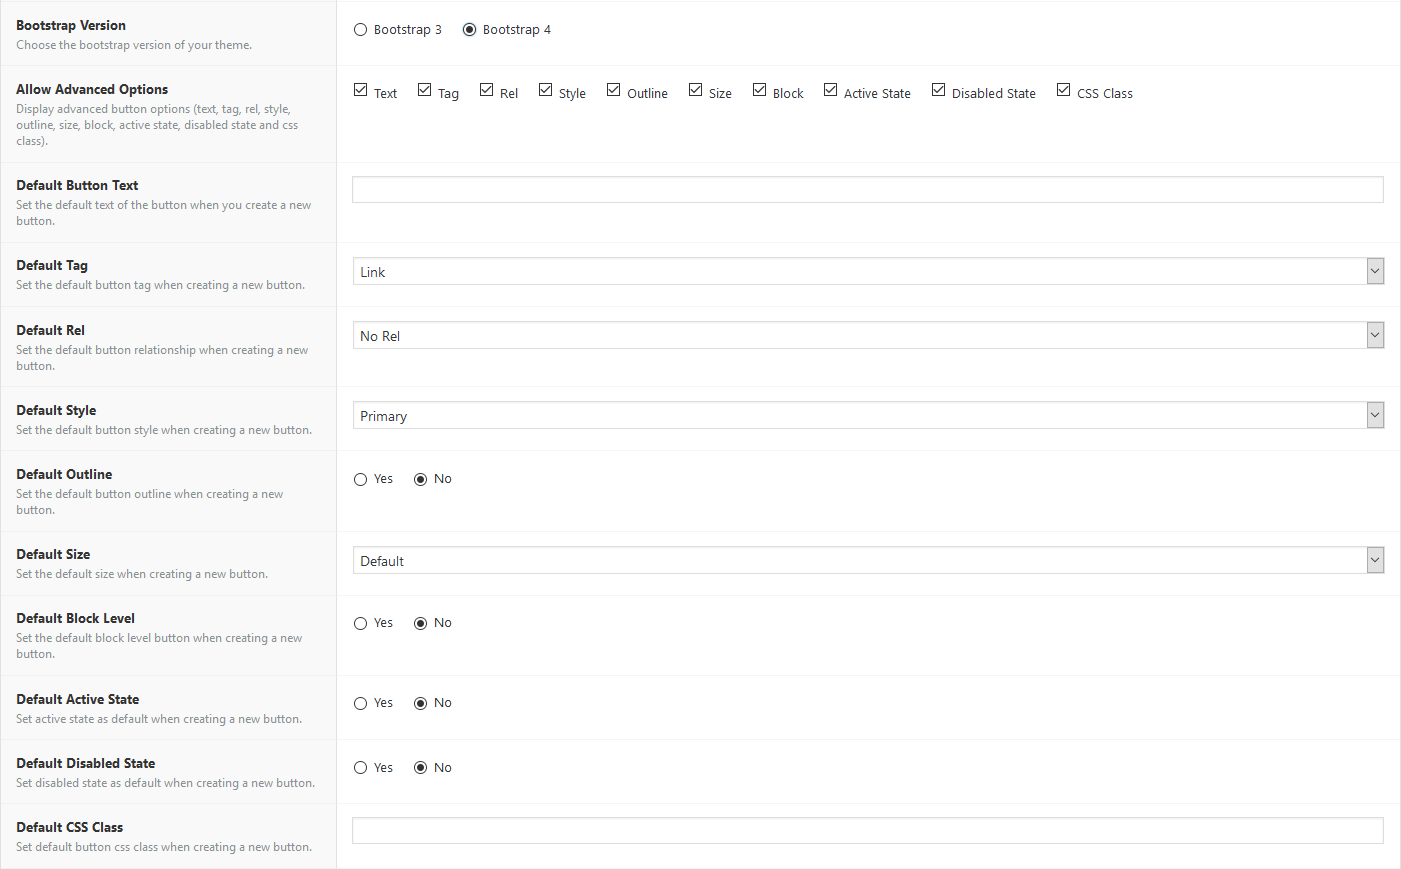 Bootstrap Version
Choose the bootstrap version of your theme.
Bootstrap 3 Bootstrap 4
Allow Advanced Options
Display advanced button options (text, tag, rel, style,
outline, size, block, active state, disabled state and css
class).
Text Tag Rel Style Outline Size Block Active State Disabled State CSS Class
Default Button Text
Set the default text of the button when you create a new
button.
Default Tag
Set the default button tag when creating a new button.
Link
Default Rel
Set the default button relationship when creating a new
button.
No Rel
Default Style
Set the default button style when creating a new button.
Primary
Default Outline
Set the default button outline when creating a new
button.
Yes No
Default Size
Set the default size when creating a new button.
Default
Default Block Level
Set the default block level button when creating a new
button.
Yes No
Default Active State
Set active state as default when creating a new button.
Yes No
Default Disabled State
Set disabled state as default when creating a new button.
Yes No
Default CSS Class
Set default button css class when creating a new button.